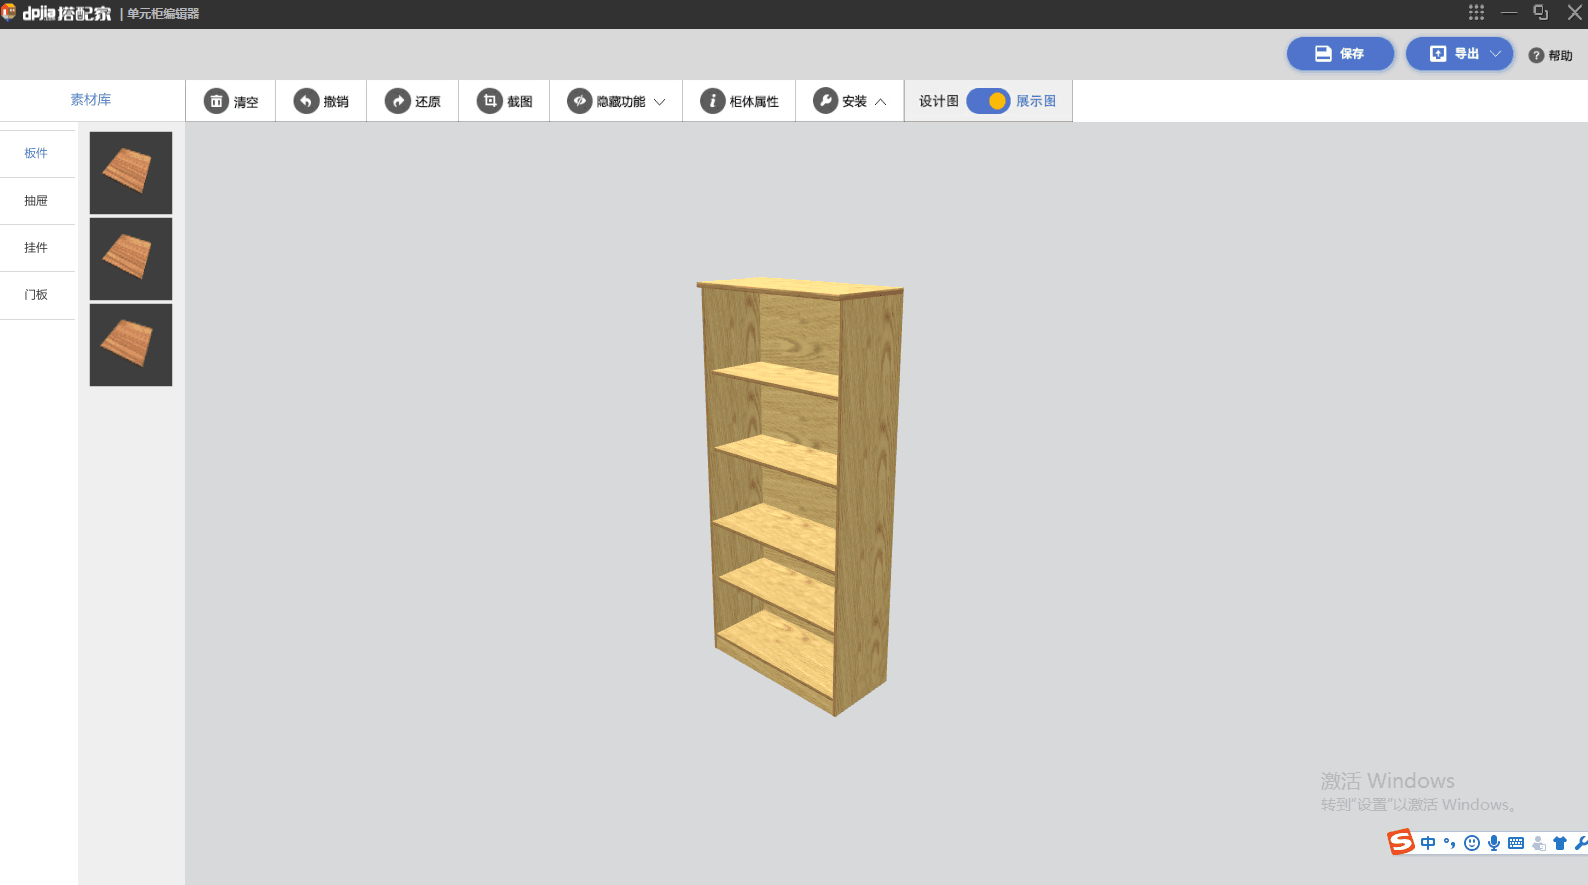 dpjia搭配家 | 单元柜编辑器
保存
导出
? 帮助
素材库
清空
撤销
还原
截图
隐藏功能
柜体属性
安装
设计图
展示图
板件
抽屉
挂件
门板
激活 Windows
转到"设置"以激活 Windows。
S 中